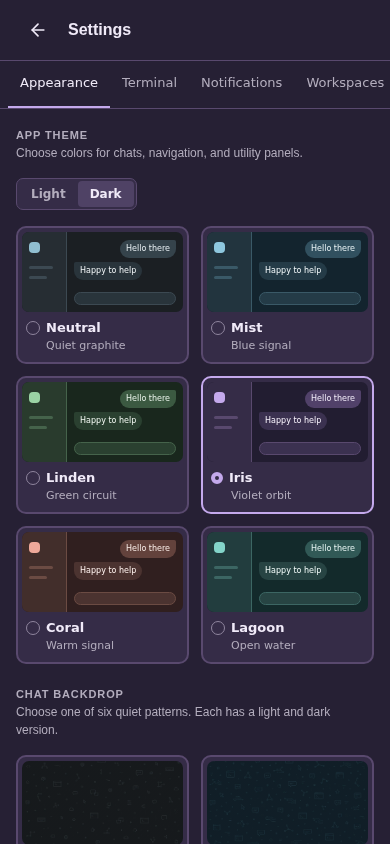 Settings
Appearance Terminal Notifications Workspaces
APP THEME
Choose colors for chats, navigation, and utility panels.
Light Dark
Hello there
Happy to help
Neutral
Quiet graphite
Hello there
Happy to help
Mist
Blue signal
Hello there
Happy to help
Linden
Green circuit
Hello there
Happy to help
Iris
Violet orbit
Hello there
Happy to help
Coral
Warm signal
Hello there
Happy to help
Lagoon
Open water
CHAT BACKDROP
Choose one of six quiet patterns. Each has a light and dark
version.